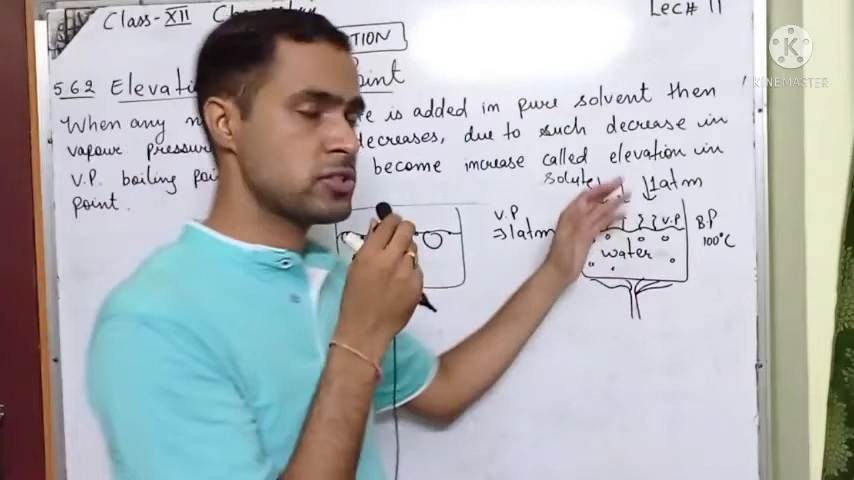 Class-XII Chemistry
Lec# 11
TION
5.6.2 Elevati oint
When any n e is added in pure solvent then
vapour pressur decreases, due to such decrease in
V.P. boiling poi become increase called elevation in
point.
solute
1atm
V.P
⇒1atm
V.P
B.P
100°C
water
K
KINEMASTER